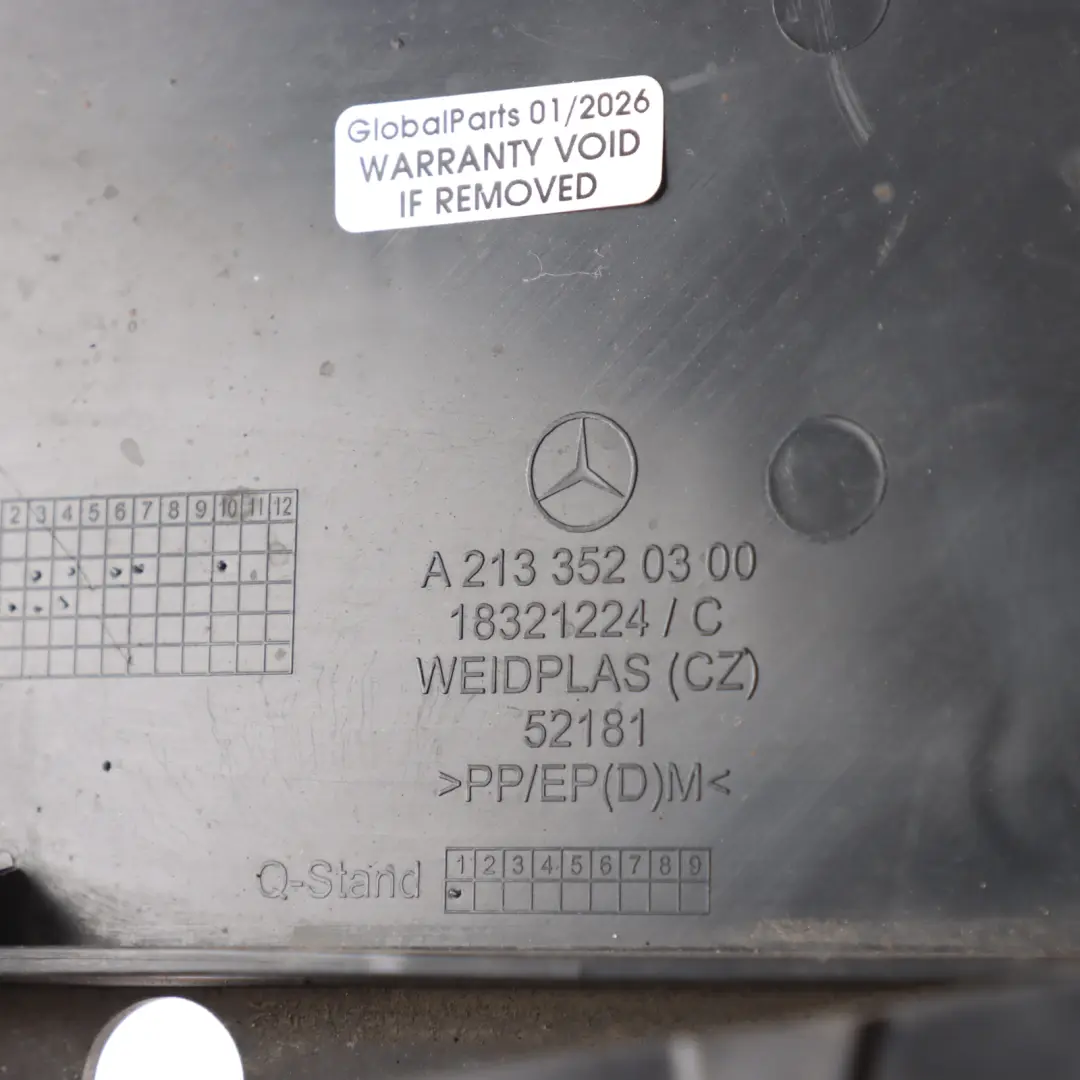 GlobalParts 01/2026
WARRANTY VOID
IF REMOVED
2 3 4 5 6 7 8 9 10 11 12
A 213 352 03 00
18321224 / C
WEIDPLAS (CZ)
52181
>PP/EP(D)M<
Q-Stand 1 2 3 4 5 6 7 8 9